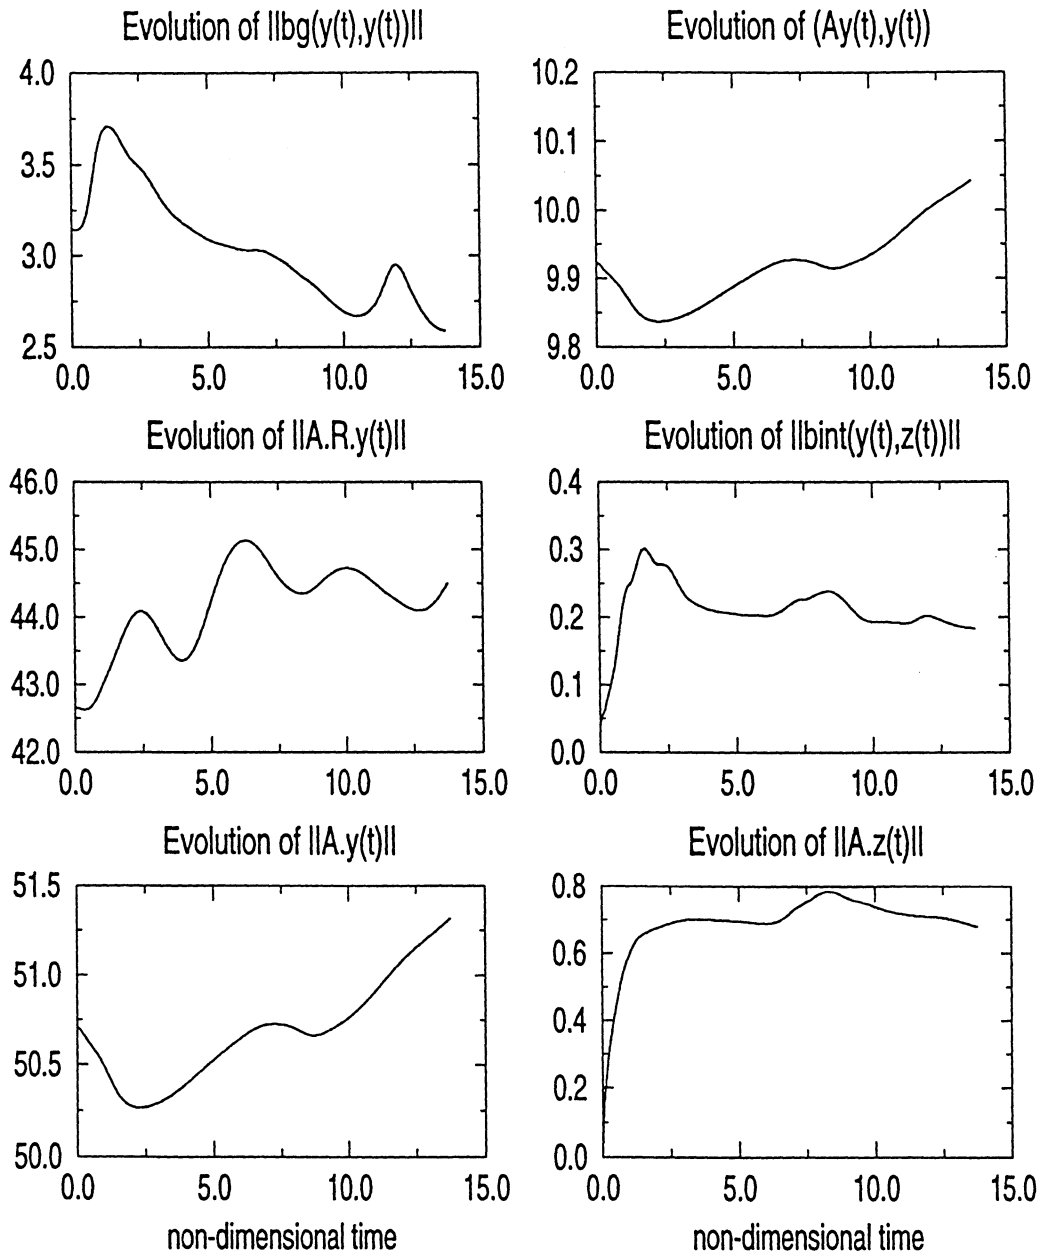 Evolution of ||bg(y(t),y(t))||
4.0
3.5
3.0
2.5
0.0 5.0 10.0 15.0
Evolution of (Ay(t),y(t))
10.2
10.1
10.0
9.9
9.8
0.0 5.0 10.0 15.0
Evolution of ||A.R.y(t)||
46.0
45.0
44.0
43.0
42.0
0.0 5.0 10.0 15.0
Evolution of ||bint(y(t),z(t))||
0.4
0.3
0.2
0.1
0.0
0.0 5.0 10.0 15.0
Evolution of ||A.y(t)||
51.5
51.0
50.5
50.0
0.0 5.0 10.0 15.0
non-dimensional time
Evolution of ||A.z(t)||
0.8
0.6
0.4
0.2
0.0
0.0 5.0 10.0 15.0
non-dimensional time